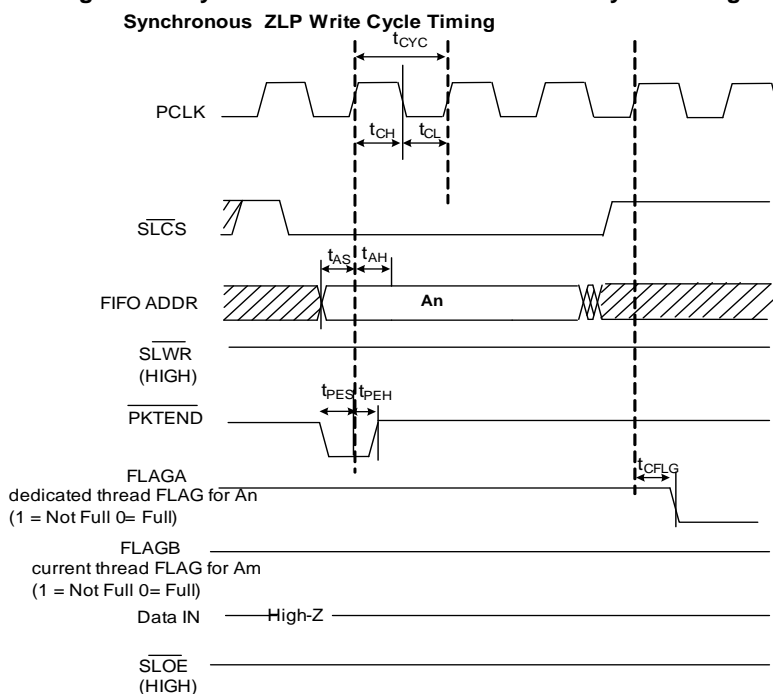 Synchronous ZLP Write Cycle Timing
tCYC
PCLK
tCH
tCL
SLCS
tAS
tAH
FIFO ADDR
An
SLWR
(HIGH)
tPES
tPEH
PKTEND
FLAGA
dedicated thread FLAG for An
(1 = Not Full 0= Full)
tCFLG
FLAGB
current thread FLAG for Am
(1 = Not Full 0= Full)
Data IN
High-Z
SLOE
(HIGH)